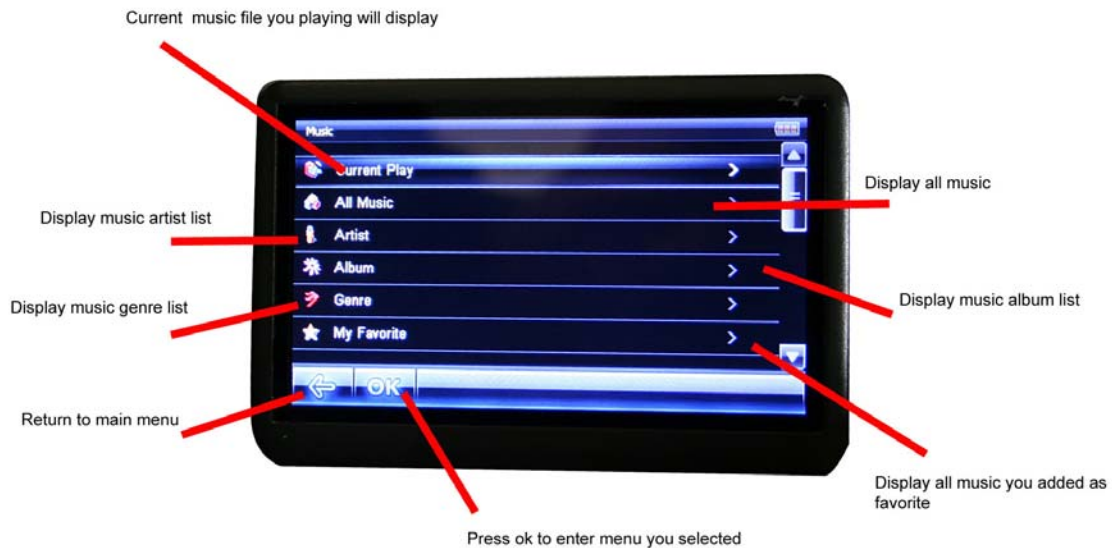 Current music file you playing will display
Music
Current Play
All Music
Display all music
Artist
Display music artist list
Album
Display music album list
Genre
Display music genre list
My Favorite
OK
Return to main menu
Display all music you added as
favorite
Press ok to enter menu you selected